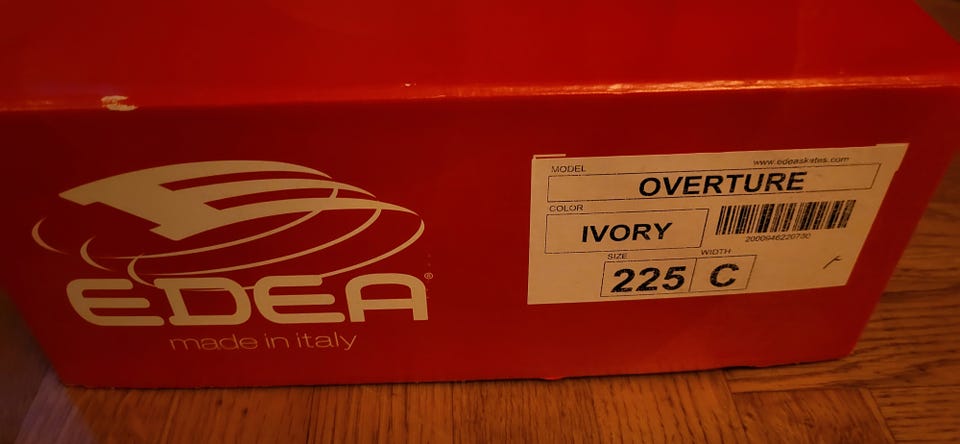 EDEA®
made in italy
www.edeaskates.com
MODEL
OVERTURE
COLOR
IVORY
2000946220730
SIZE
WIDTH
225
C